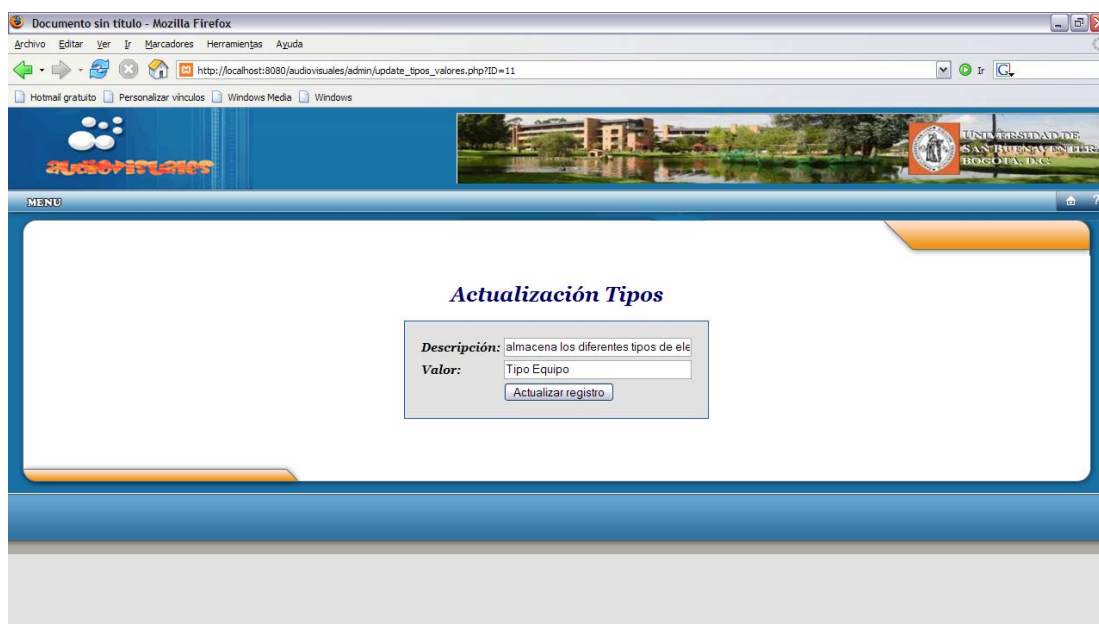 Documento sin título - Mozilla Firefox
Archivo Editar Ver Ir Marcadores Herramientas Ayuda
http://localhost:8080/audiovisuales/admin/update_tipos_valores.php?ID=11 Ir
Hotmail gratuito Personalizar vínculos Windows Media Windows
audiovisuales
UNIVERSIDAD DE
SAN BUENAVENTURA
BOGOTÁ, D.C.
MENU ?
Actualización Tipos
Descripción: almacena los diferentes tipos de ele
Valor: Tipo Equipo
Actualizar registro